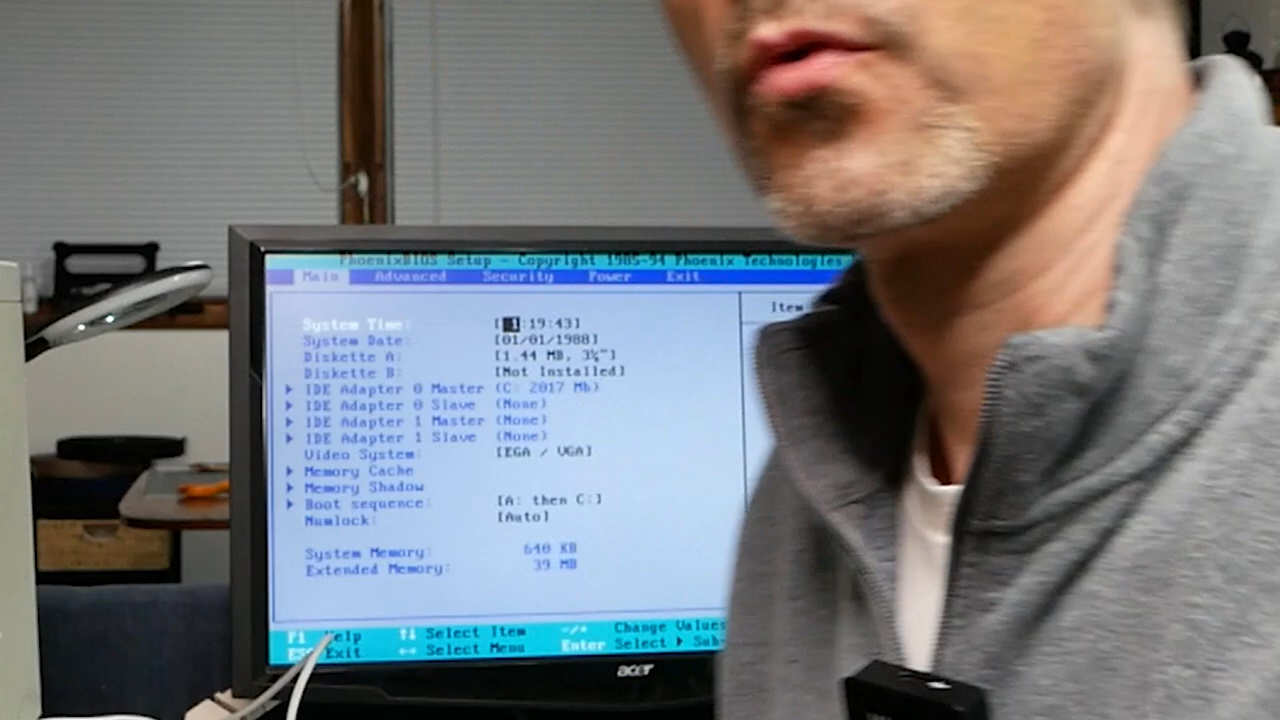 PhoenixBIOS Setup - Copyright 1985-94 Phoenix Technologies
Main Advanced Security Power Exit
Item
System Time: [ 1:19:43]
System Date: [01/01/1988]
Diskette A: [1.44 MB, 3½"]
Diskette B: [Not Installed]
IDE Adapter 0 Master (C: 2017 Mb)
IDE Adapter 0 Slave (None)
IDE Adapter 1 Master (None)
IDE Adapter 1 Slave (None)
Video System: [EGA / VGA]
Memory Cache
Memory Shadow
Boot sequence: [A: then C:]
Numlock: [Auto]
System Memory: 640 KB
Extended Memory: 39 MB
F1 Help ↑↓ Select Item -/+ Change Values
ESC Exit ↔ Select Menu Enter Select ▶ Sub-
acer